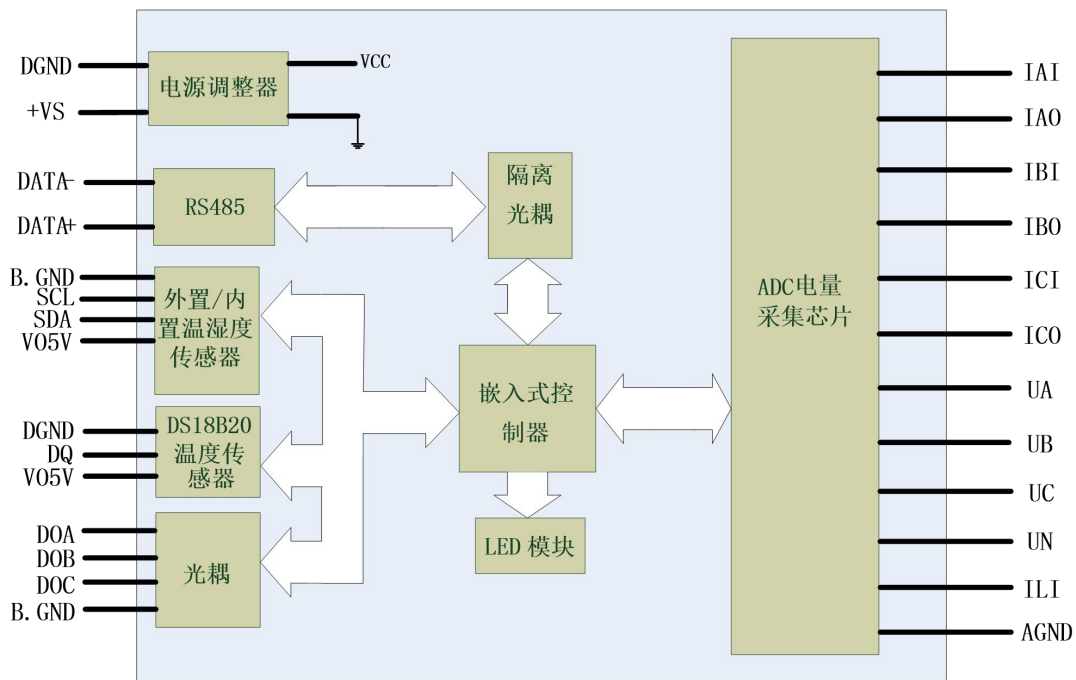 DGND
+VS
电源调整器
VCC
DATA-
DATA+
RS485
隔离
光耦
B.GND
SCL
SDA
VO5V
外置/内
置温湿度
传感器
DGND
DQ
VO5V
DS18B20
温度传
感器
DOA
DOB
DOC
B.GND
光耦
嵌入式控
制器
LED 模块
ADC电量
采集芯片
IAI
IAO
IBI
IBO
ICI
ICO
UA
UB
UC
UN
ILI
AGND